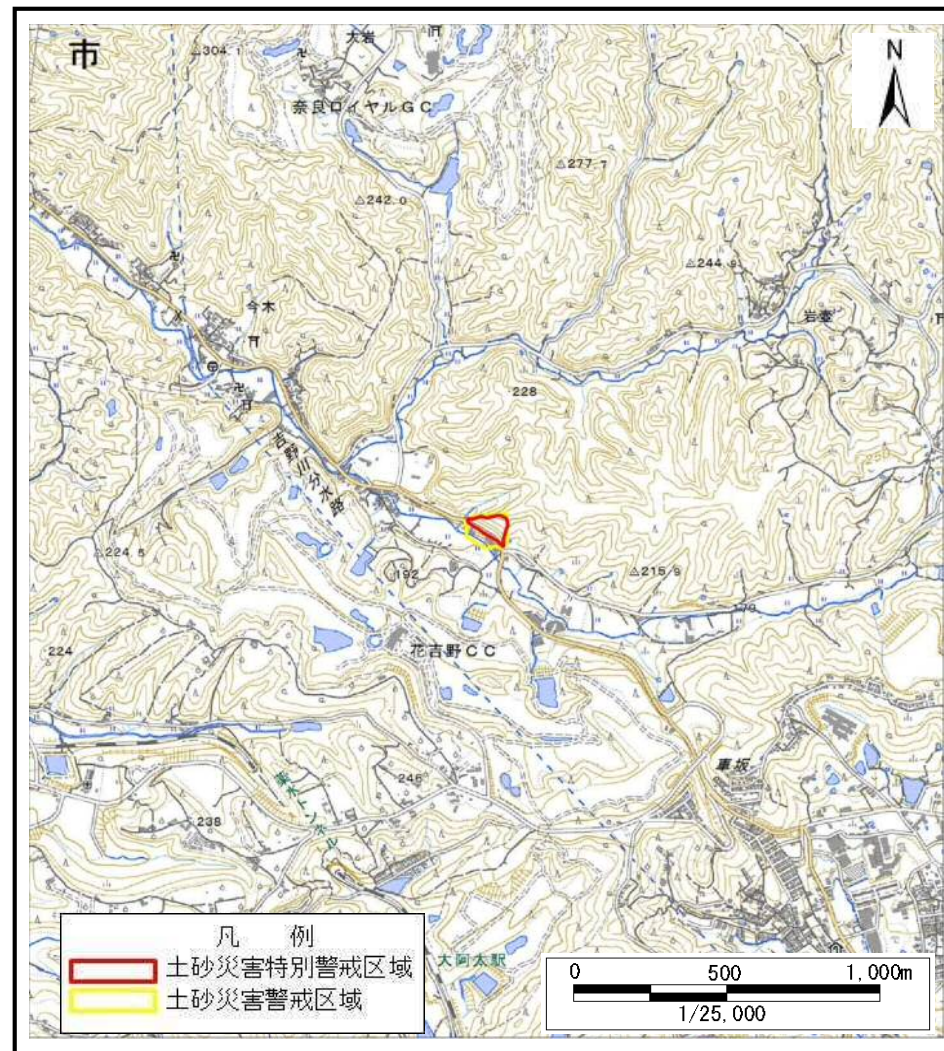 市
304.1
大岩
N
奈良ロイヤルGC
277.7
242.0
244.9
今木
岩壺
228
吉野川分水路
224.5
192
215.9
179
花吉野CC
224
車坂
246
238
大阿太駅
凡 例
土砂災害特別警戒区域
土砂災害警戒区域
0 500 1,000m
1/25,000